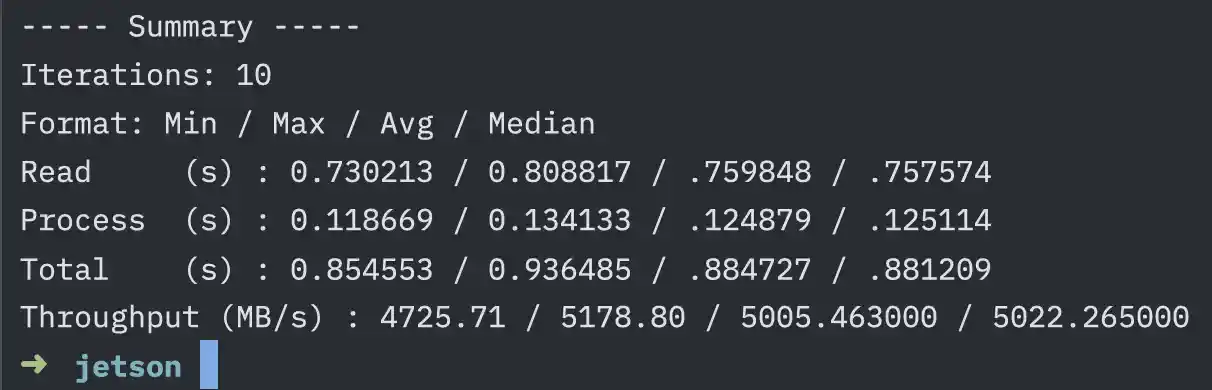 ----- Summary -----
Iterations: 10
Format: Min / Max / Avg / Median
Read     (s) : 0.730213 / 0.808817 / .759848 / .757574
Process  (s) : 0.118669 / 0.134133 / .124879 / .125114
Total    (s) : 0.854553 / 0.936485 / .884727 / .881209
Throughput (MB/s) : 4725.71 / 5178.80 / 5005.463000 / 5022.265000
➜ jetson